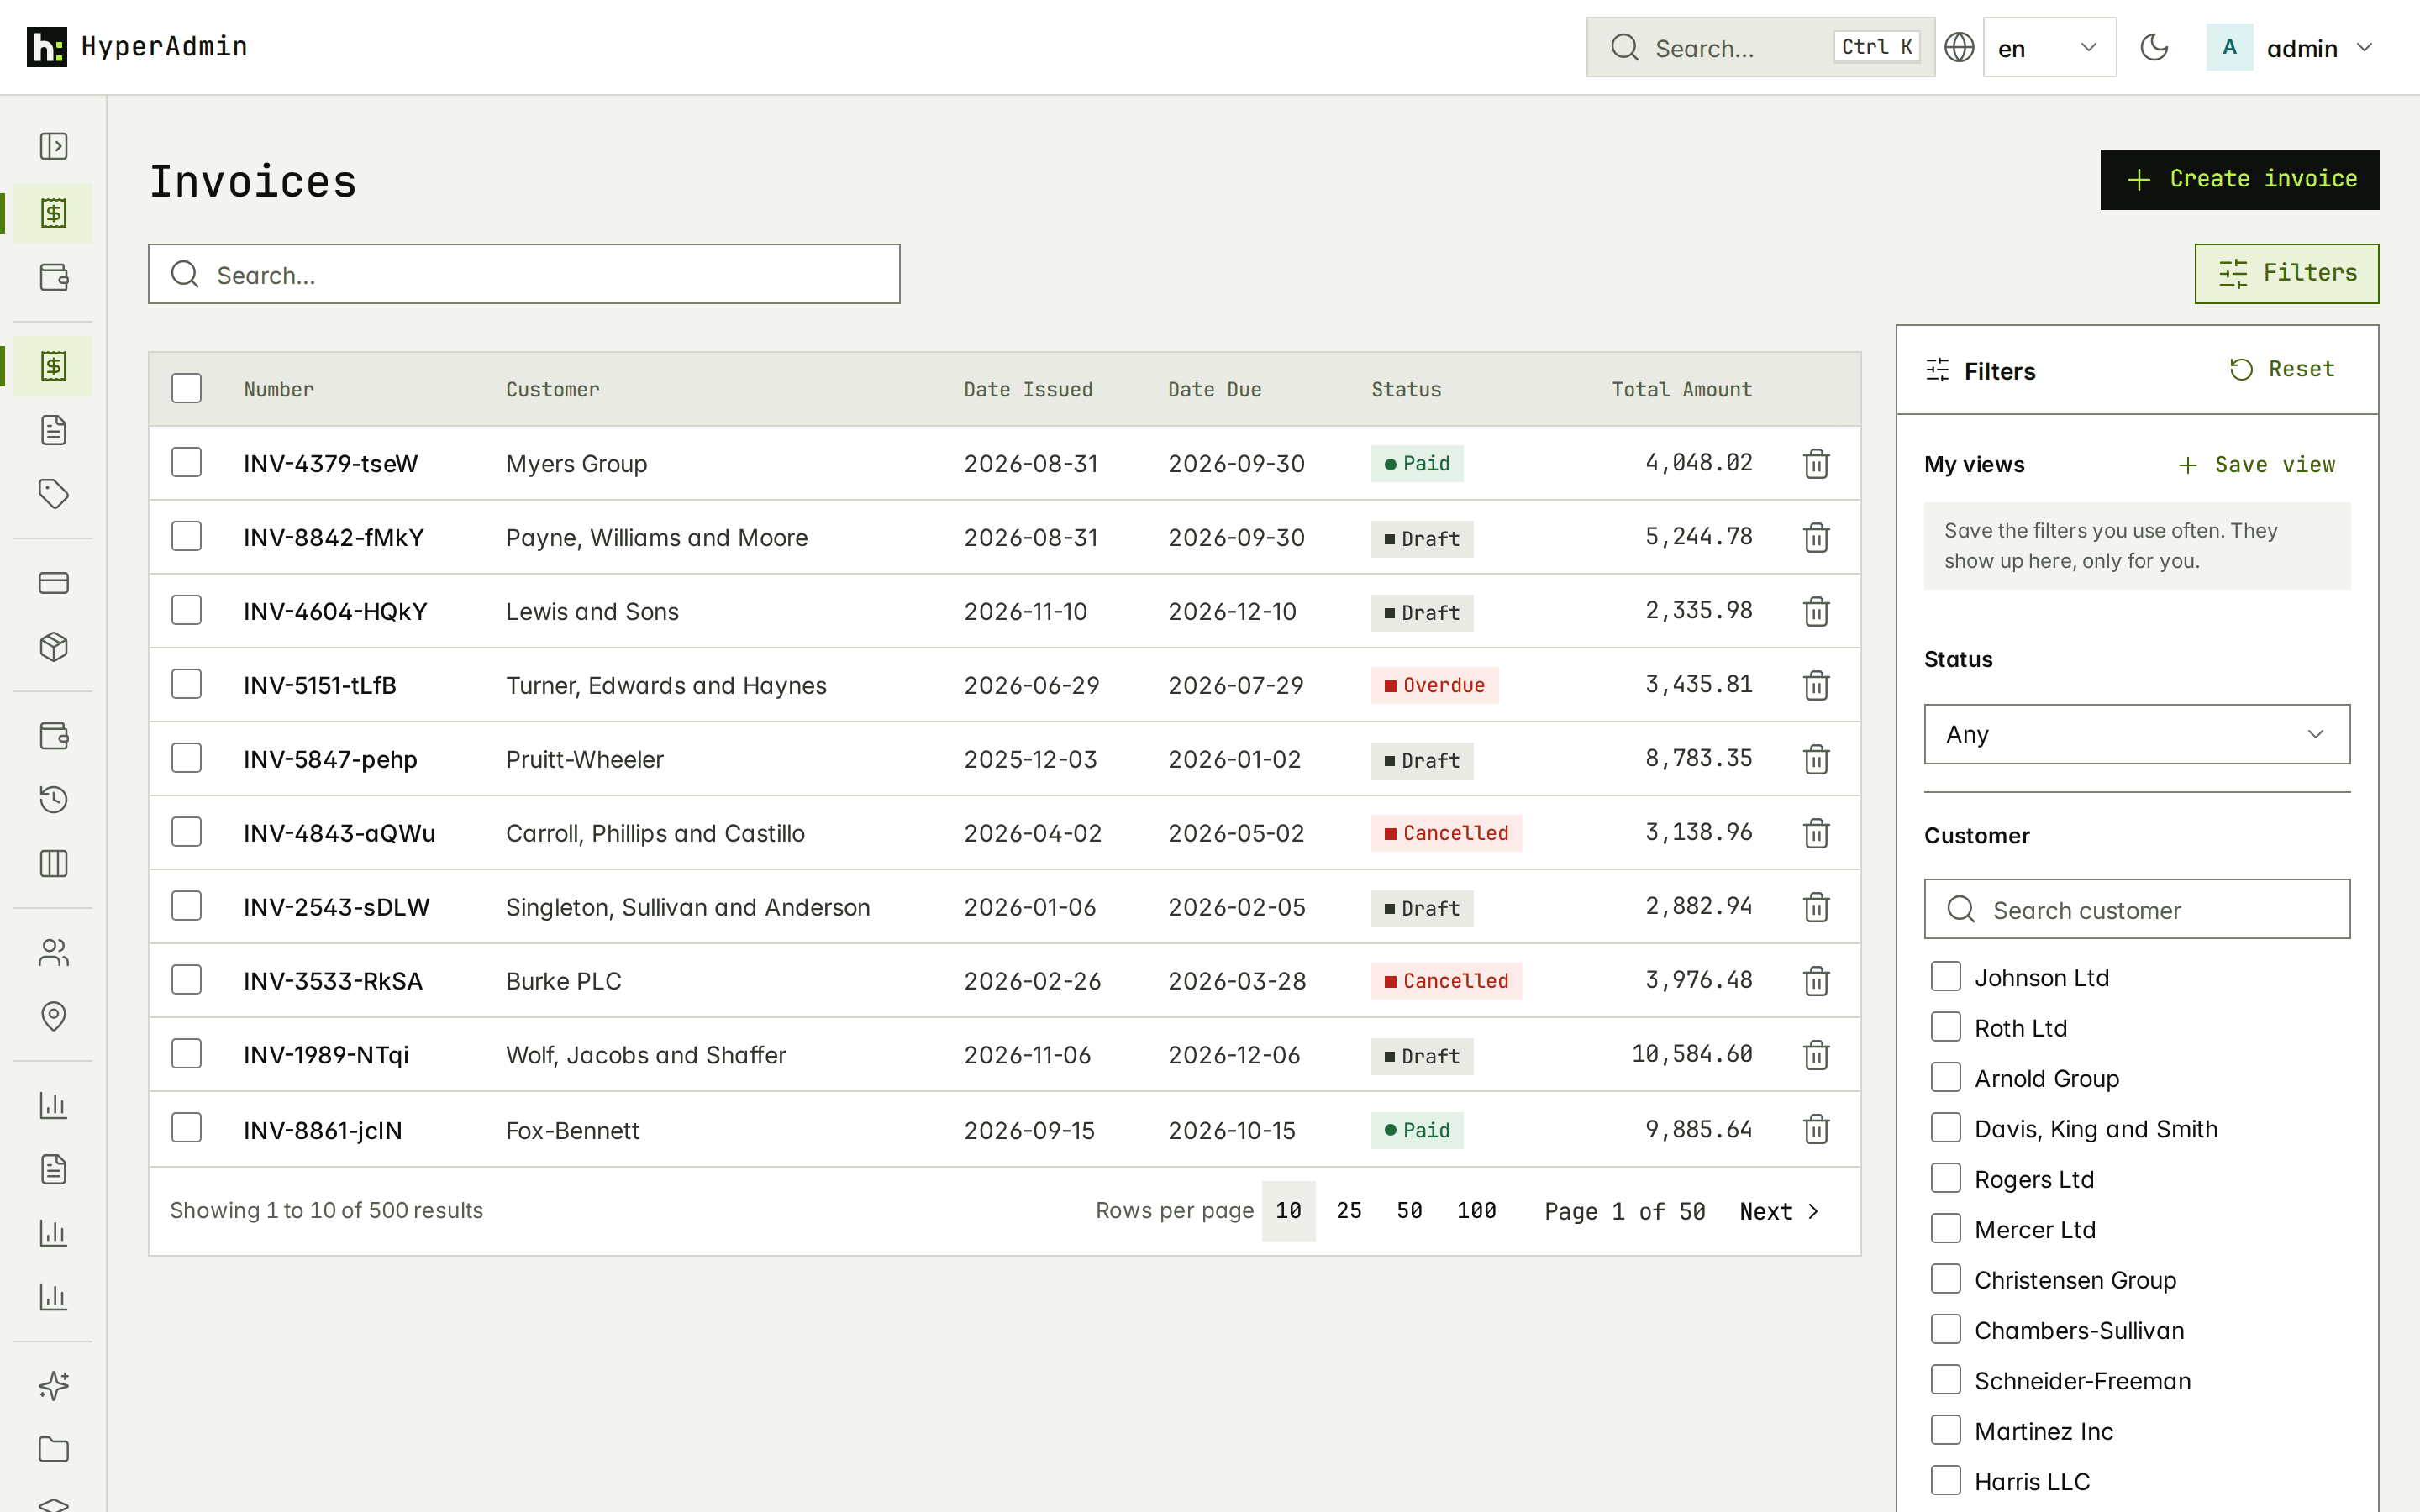 h: HyperAdmin
Search... Ctrl K
en
A admin
Invoices
+ Create invoice
Search...
Filters
Number Customer Date Issued Date Due Status Total Amount
INV-4379-tseW Myers Group 2026-08-31 2026-09-30 Paid 4,048.02
INV-8842-fMkY Payne, Williams and Moore 2026-08-31 2026-09-30 Draft 5,244.78
INV-4604-HQkY Lewis and Sons 2026-11-10 2026-12-10 Draft 2,335.98
INV-5151-tLfB Turner, Edwards and Haynes 2026-06-29 2026-07-29 Overdue 3,435.81
INV-5847-pehp Pruitt-Wheeler 2025-12-03 2026-01-02 Draft 8,783.35
INV-4843-aQWu Carroll, Phillips and Castillo 2026-04-02 2026-05-02 Cancelled 3,138.96
INV-2543-sDLW Singleton, Sullivan and Anderson 2026-01-06 2026-02-05 Draft 2,882.94
INV-3533-RkSA Burke PLC 2026-02-26 2026-03-28 Cancelled 3,976.48
INV-1989-NTqi Wolf, Jacobs and Shaffer 2026-11-06 2026-12-06 Draft 10,584.60
INV-8861-jcIN Fox-Bennett 2026-09-15 2026-10-15 Paid 9,885.64
Showing 1 to 10 of 500 results
Rows per page 10 25 50 100 Page 1 of 50 Next
Filters Reset
My views + Save view
Save the filters you use often. They
show up here, only for you.
Status
Any
Customer
Search customer
Johnson Ltd
Roth Ltd
Arnold Group
Davis, King and Smith
Rogers Ltd
Mercer Ltd
Christensen Group
Chambers-Sullivan
Schneider-Freeman
Martinez Inc
Harris LLC